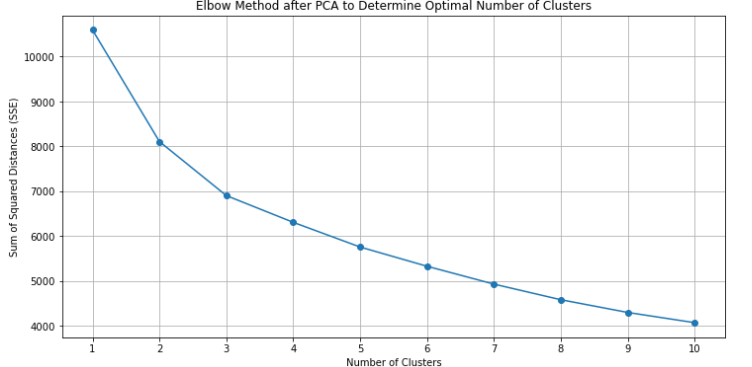 Elbow Method after PCA to Determine Optimal Number of Clusters
10000
9000
8000
7000
6000
5000
4000
Sum of Squared Distances (SSE)
1 2 3 4 5 6 7 8 9 10
Number of Clusters